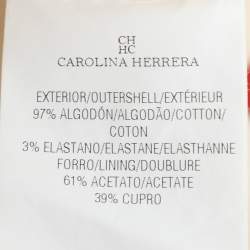 CH
HC
CAROLINA HERRERA
EXTERIOR/OUTERSHELL/EXTÉRIEUR
97% ALGODÓN/ALGODÃO/COTTON/
COTON
3% ELASTANO/ELASTANE/ELASTHANNE
FORRO/LINING/DOUBLURE
61% ACETATO/ACETATE
39% CUPRO